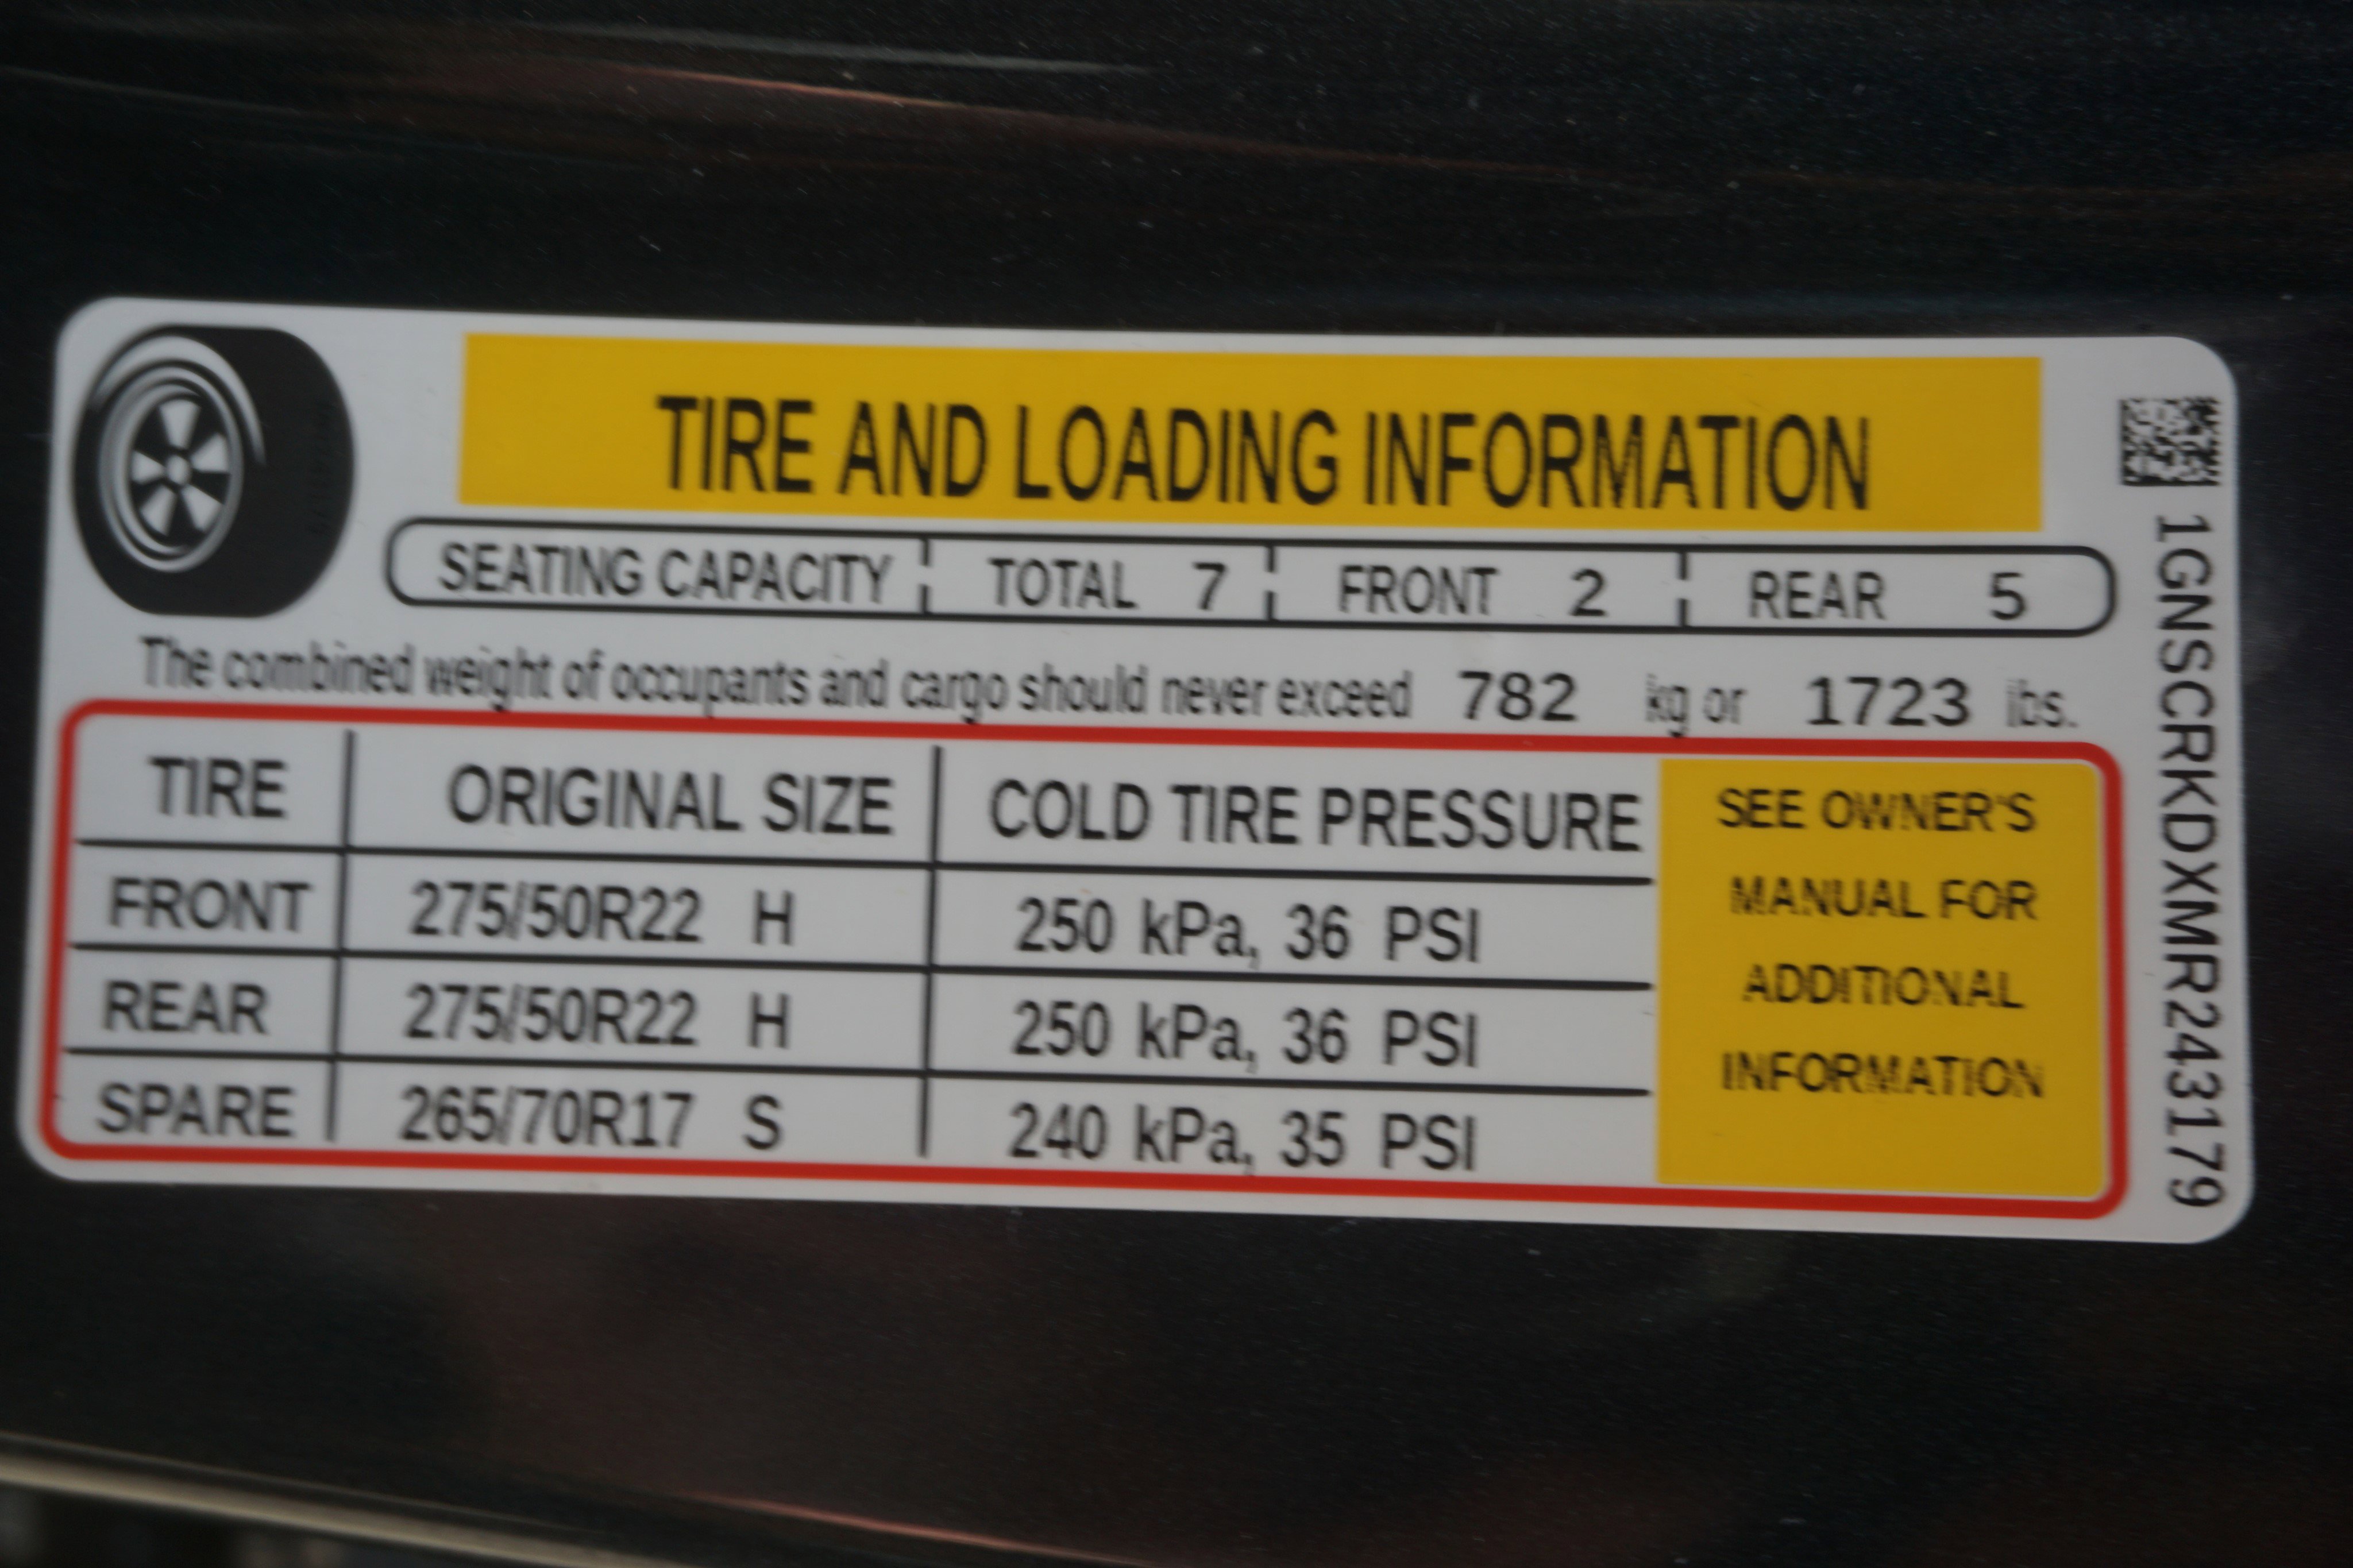 TIRE AND LOADING INFORMATION
SEATING CAPACITY TOTAL 7 FRONT 2 REAR 5
The combined weight of occupants and cargo should never exceed 782 kg or 1723 lbs.
TIRE ORIGINAL SIZE COLD TIRE PRESSURE
FRONT 275/50R22 H 250 kPa, 36 PSI
REAR 275/50R22 H 250 kPa, 36 PSI
SPARE 265/70R17 S 240 kPa, 35 PSI
SEE OWNER'S
MANUAL FOR
ADDITIONAL
INFORMATION
1GNSCRKDXMR243179